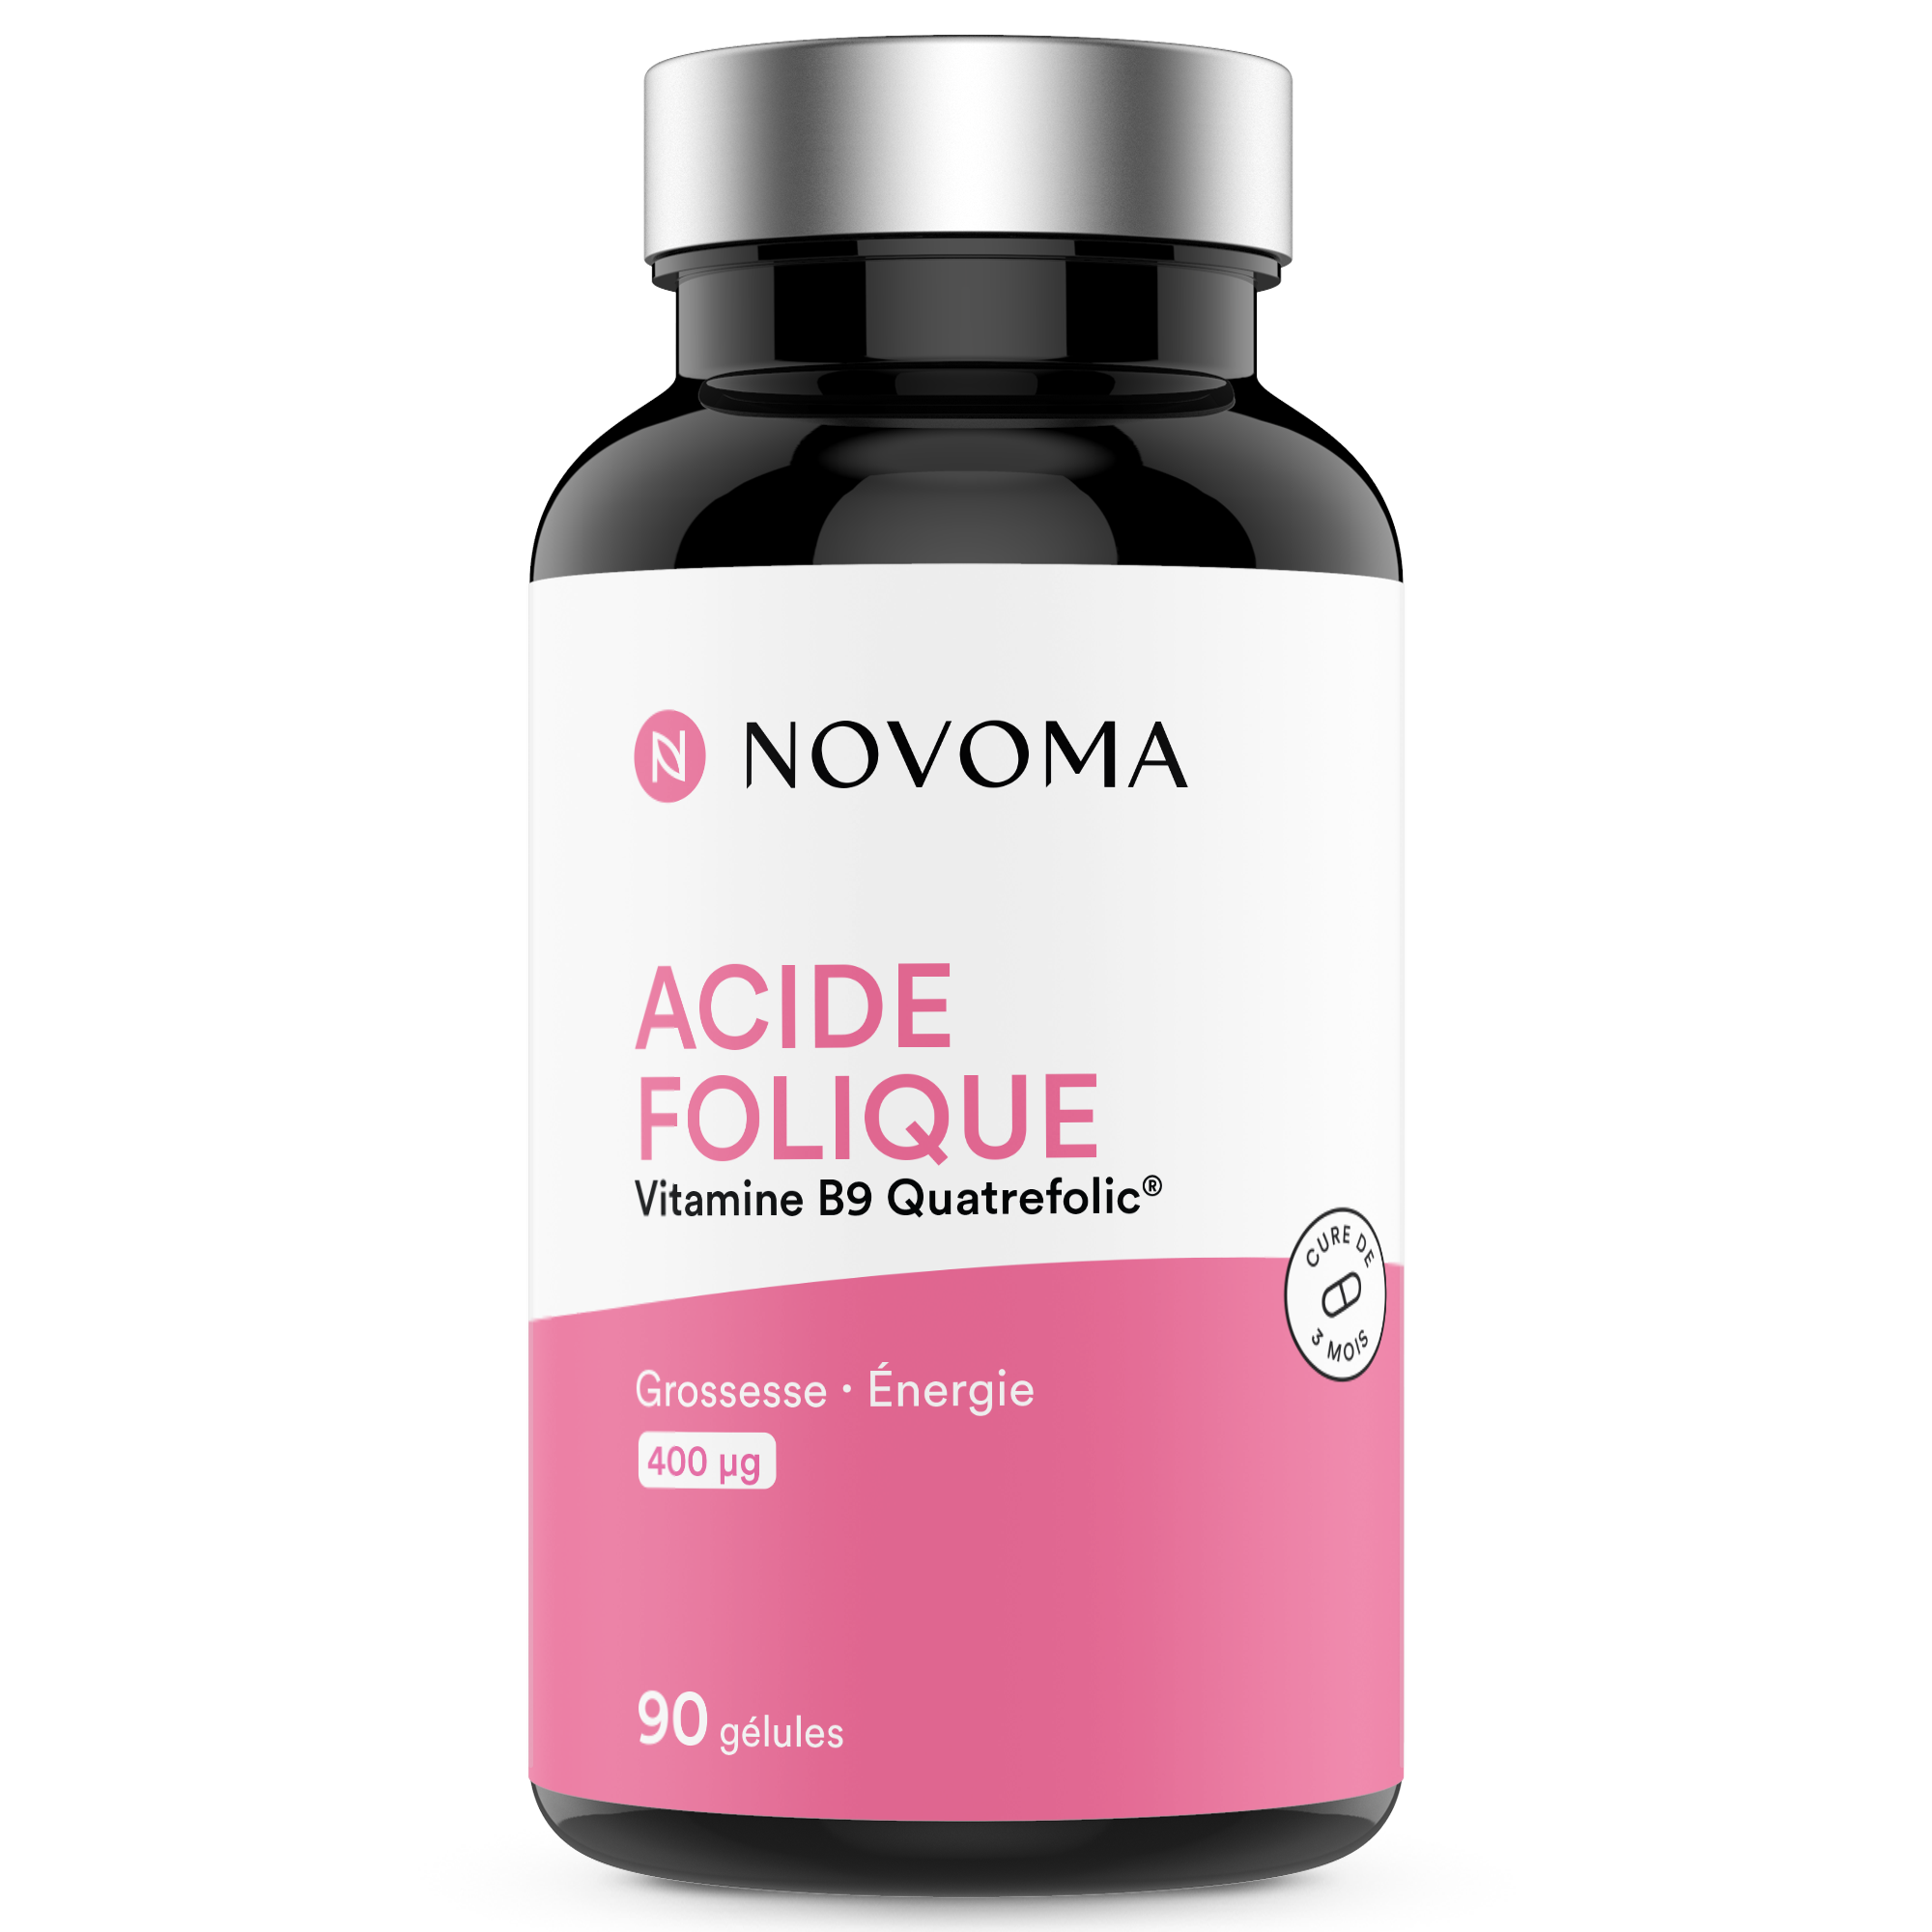 N NOVOMA
ACIDE
FOLIQUE
Vitamine B9 Quatrefolic®
CURE DE
3 MOIS
Grossesse • Énergie
400 µg
90 gélules